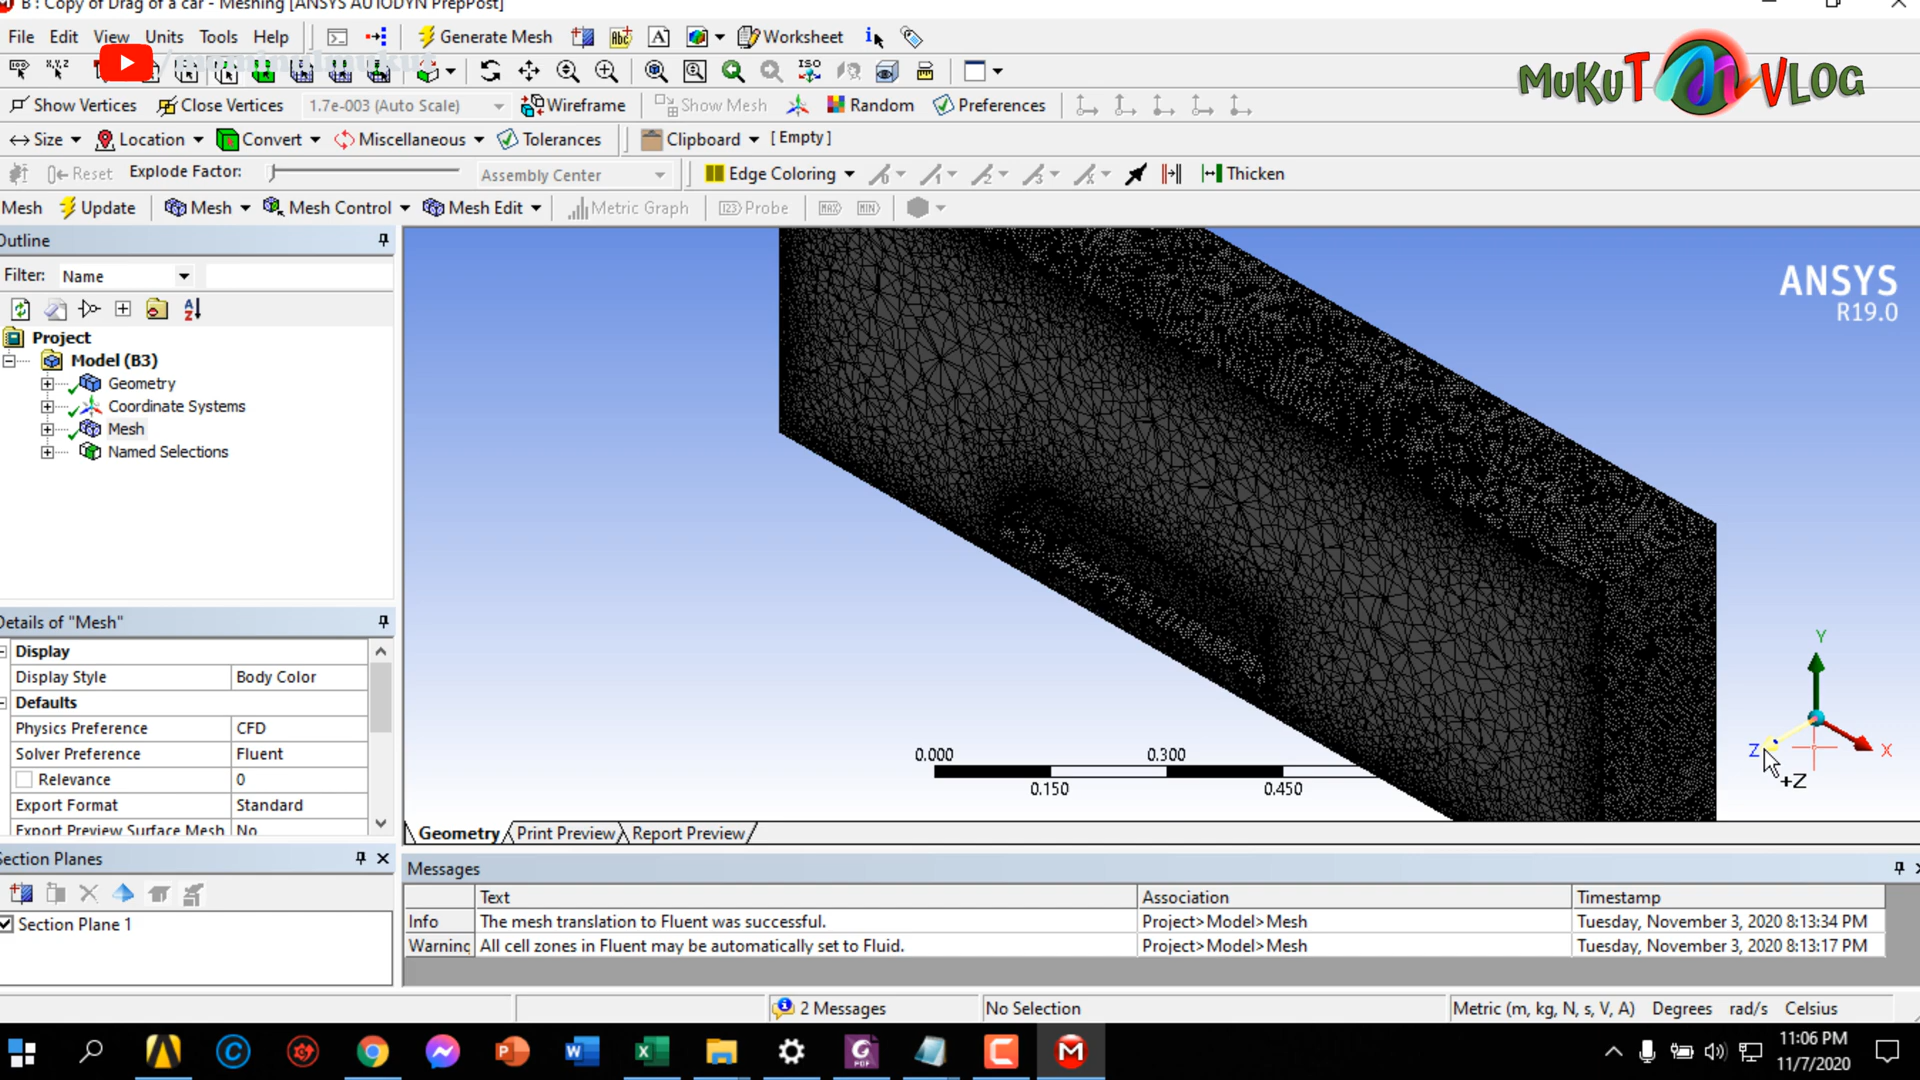 B : Copy of Drag of a car - Meshing [ANSYS AUTODYN PrepPost]
File Edit View Units Tools Help Generate Mesh Worksheet
MUKUT VLOG
Show Vertices Close Vertices 1.7e-003 (Auto Scale) Wireframe Show Mesh Random Preferences
Size Location Convert Miscellaneous Tolerances Clipboard [ Empty ]
Reset Explode Factor: Assembly Center Edge Coloring Thicken
Mesh Update Mesh Mesh Control Mesh Edit Metric Graph Probe
Outline
Filter: Name
Project
Model (B3)
Geometry
Coordinate Systems
Mesh
Named Selections
ANSYS
R19.0
Details of "Mesh"
Display
Display Style Body Color
Defaults
Physics Preference CFD
Solver Preference Fluent
Relevance 0
Export Format Standard
Export Preview Surface Mesh No
0.000 0.300
0.150 0.450
Y
Z X
+Z
Geometry Print Preview Report Preview
Section Planes
Section Plane 1
Messages
Text Association Timestamp
Info The mesh translation to Fluent was successful. Project>Model>Mesh Tuesday, November 3, 2020 8:13:34 PM
Warning All cell zones in Fluent may be automatically set to Fluid. Project>Model>Mesh Tuesday, November 3, 2020 8:13:17 PM
2 Messages No Selection Metric (m, kg, N, s, V, A) Degrees rad/s Celsius
11:06 PM
11/7/2020